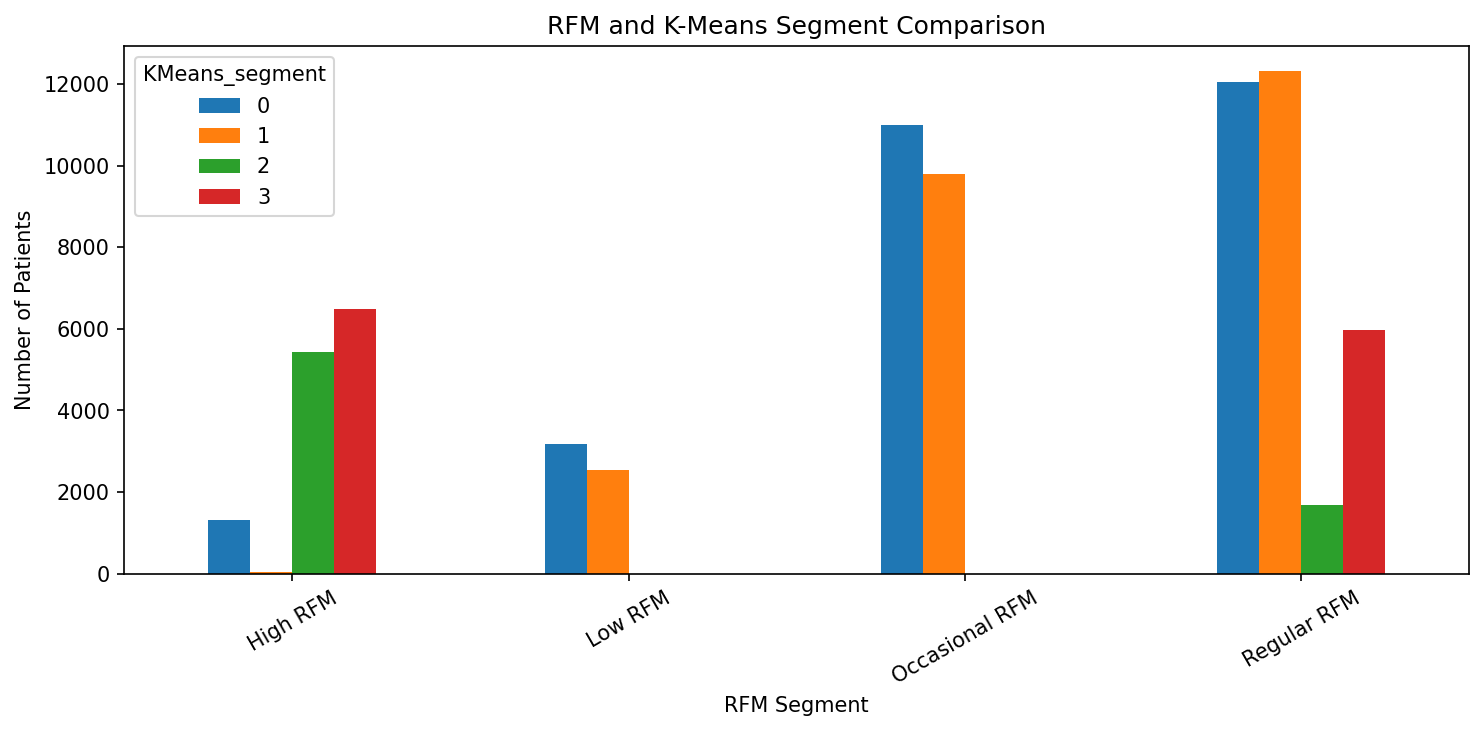 RFM and K-Means Segment Comparison
KMeans_segment
0
1
2
3
12000
10000
8000
6000
4000
2000
0
Number of Patients
High RFM
Low RFM
Occasional RFM
Regular RFM
RFM Segment